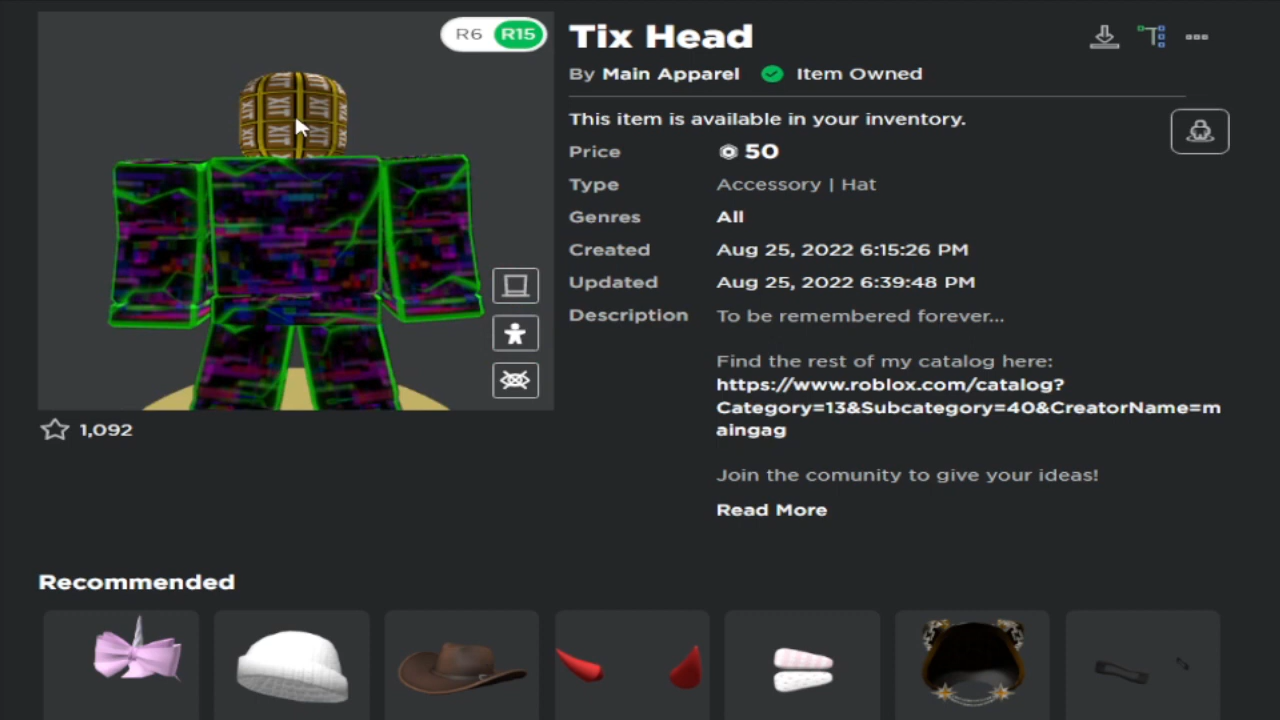 R6 R15
Tix Head
By Main Apparel Item Owned
This item is available in your inventory.
Price 50
Type Accessory | Hat
Genres All
Created Aug 25, 2022 6:15:26 PM
Updated Aug 25, 2022 6:39:48 PM
Description To be remembered forever...
Find the rest of my catalog here:
https://www.roblox.com/catalog?
Category=13&Subcategory=40&CreatorName=m
aingag
Join the comunity to give your ideas!
Read More
1,092
Recommended